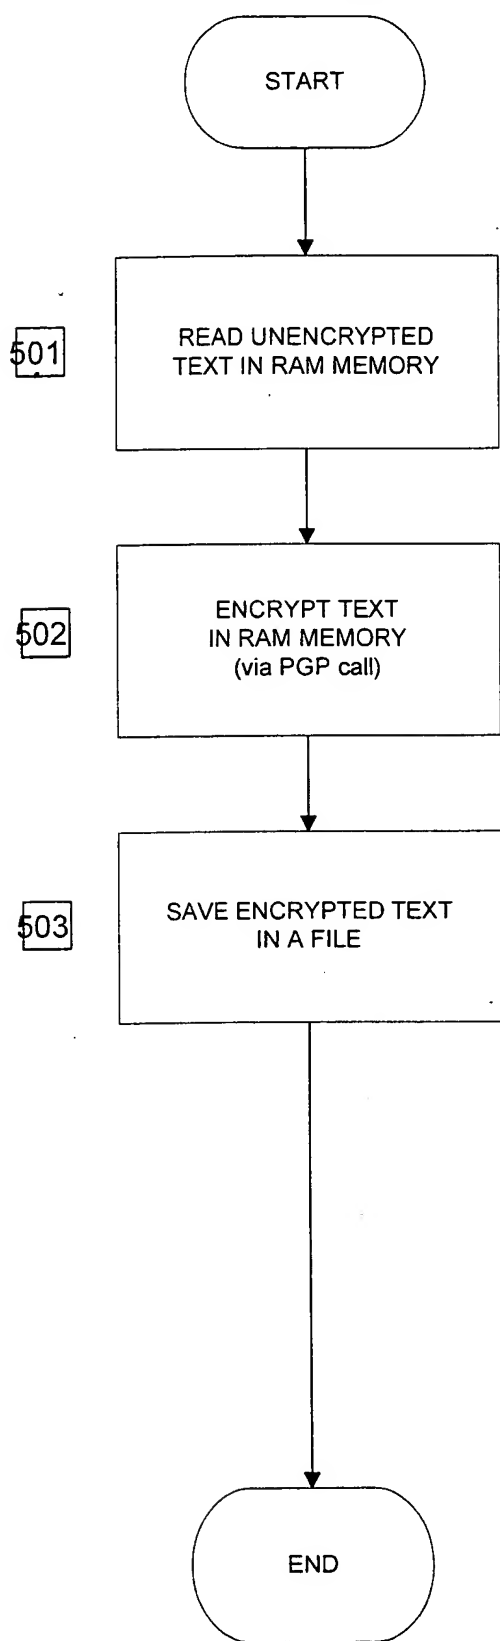 START
501
READ UNENCRYPTED
TEXT IN RAM MEMORY
502
ENCRYPT TEXT
IN RAM MEMORY
(via PGP call)
503
SAVE ENCRYPTED TEXT
IN A FILE
END